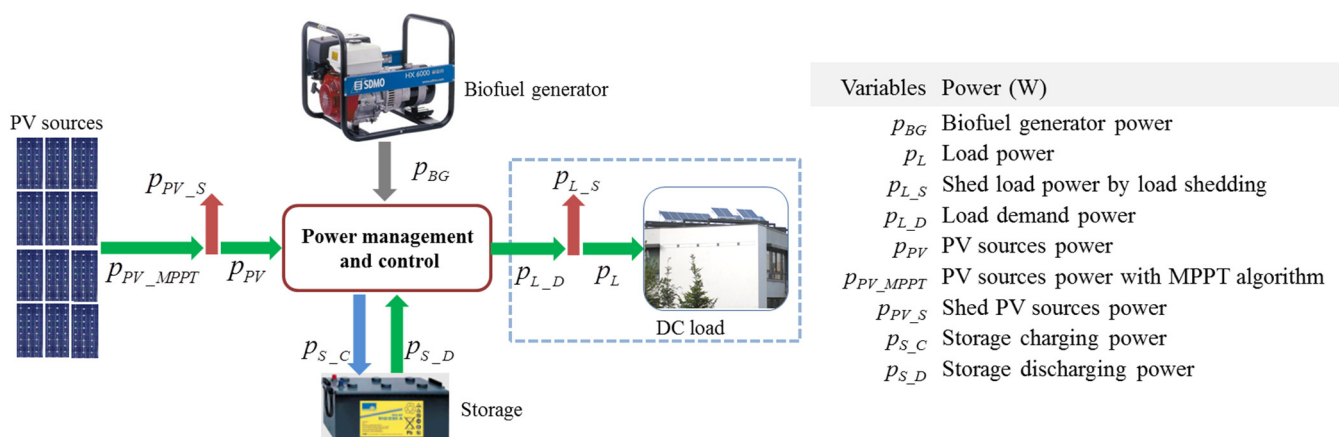 Biofuel generator
SDMO
HX 6000
PV sources
p_PV_S
p_BG
p_L_S
Power management
and control
p_PV_MPPT
p_PV
p_L_D
p_L
DC load
p_S_C
p_S_D
Storage
Variables Power (W)
p_BG Biofuel generator power
p_L Load power
p_L_S Shed load power by load shedding
p_L_D Load demand power
p_PV PV sources power
p_PV_MPPT PV sources power with MPPT algorithm
p_PV_S Shed PV sources power
p_S_C Storage charging power
p_S_D Storage discharging power